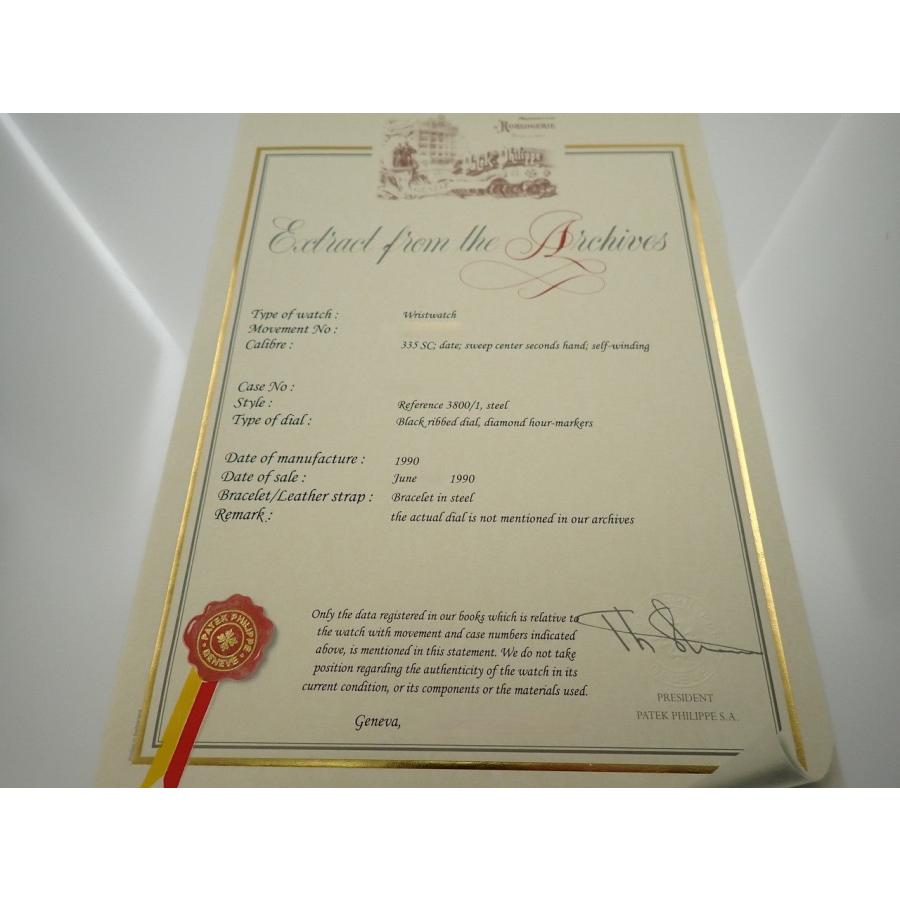 HORLOGERIE
Patek Philippe
Extract from the Archives
Type of watch : Wristwatch
Movement No :
Calibre : 335 SC; date; sweep center seconds hand; self-winding
Case No :
Style : Reference 3800/1, steel
Type of dial : Black ribbed dial, diamond hour-markers
Date of manufacture : 1990
Date of sale : June 1990
Bracelet/Leather strap : Bracelet in steel
Remark : the actual dial is not mentioned in our archives
Only the data registered in our books which is relative to
the watch with movement and case numbers indicated
above, is mentioned in this statement. We do not take
position regarding the authenticity of the watch in its
current condition, or its components or the materials used.
Geneva,
PATEK PHILIPPE
GENEVE
PRESIDENT
PATEK PHILIPPE S.A.